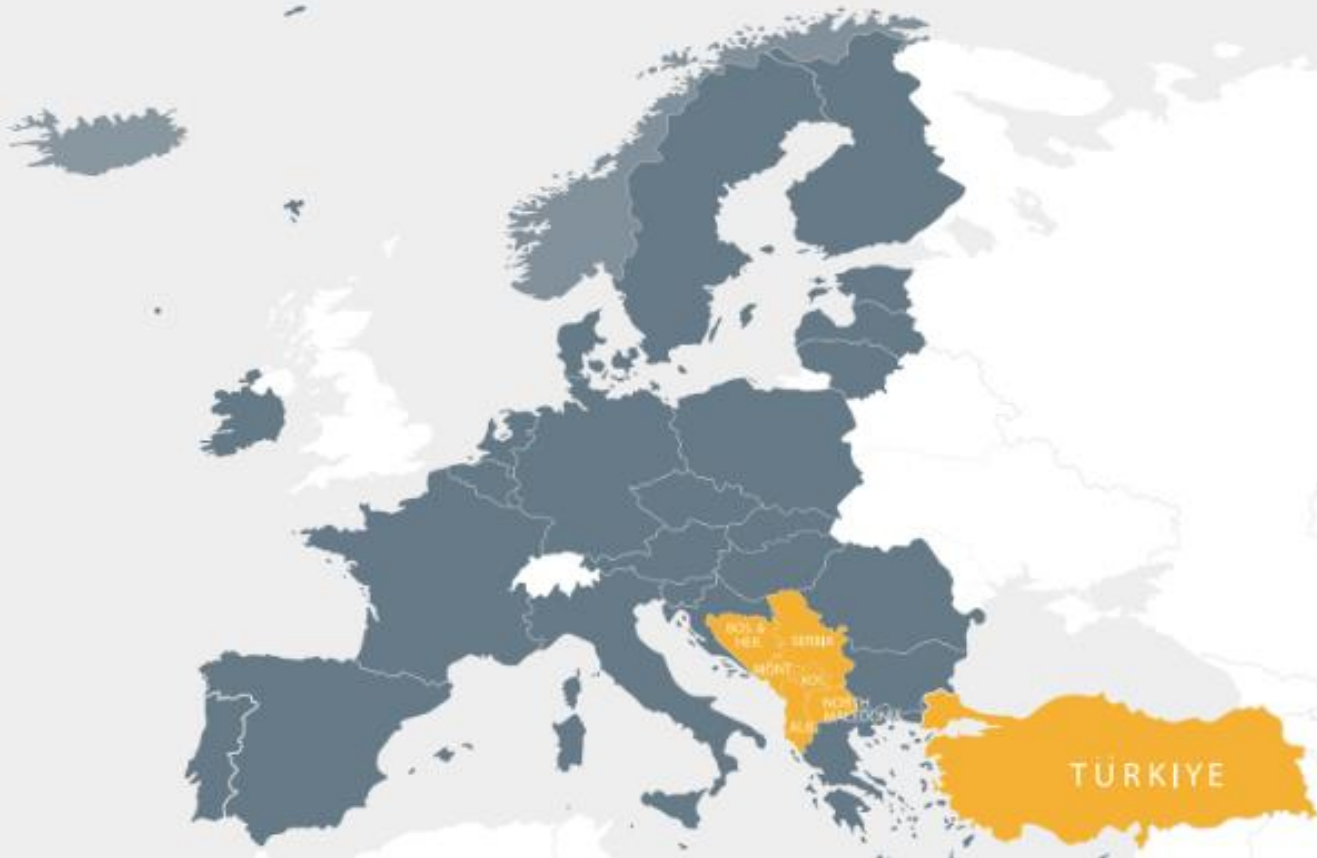 BOS &
HER.
SERBIA
MONT.
KOS.
NORTH
MACEDONIA
ALB.
TÜRKIYE